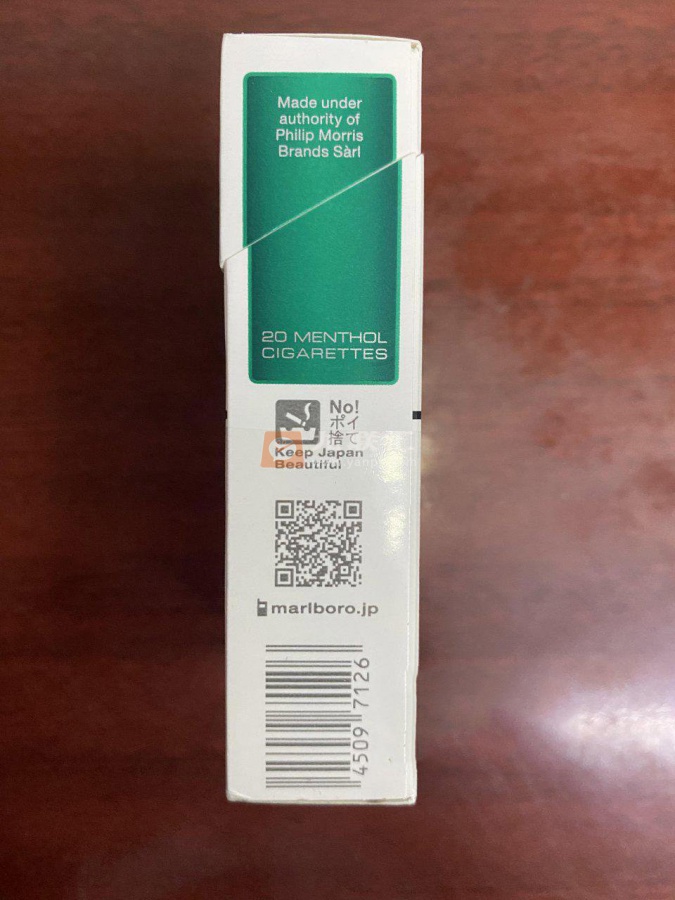 Made under
authority of
Philip Morris
Brands Sàrl
20 MENTHOL
CIGARETTES
No!
ポイ
捨て
Keep Japan
Beautiful
marlboro.jp
4509 7126